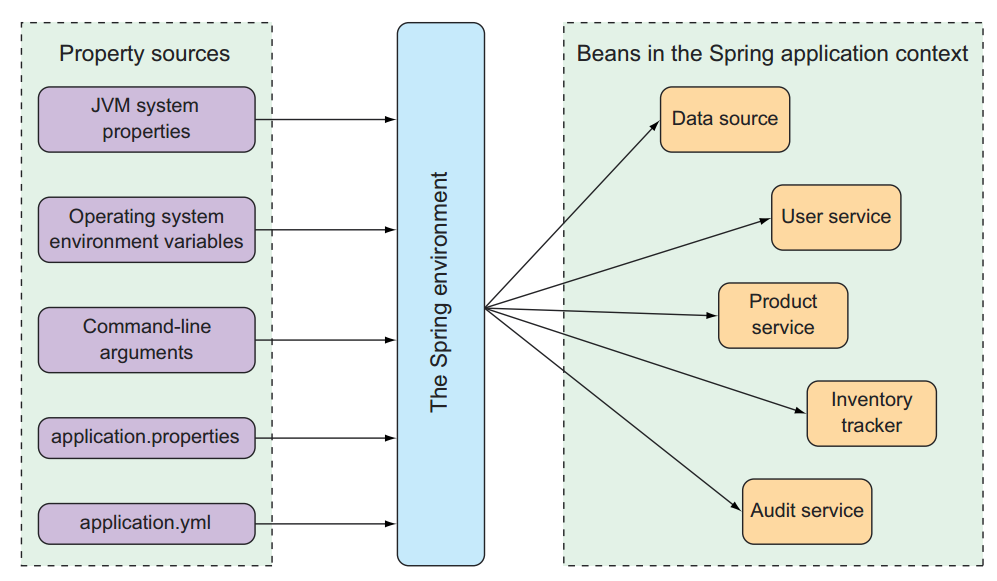 Property sources
JVM system
properties
Operating system
environment variables
Command-line
arguments
application.properties
application.yml
The Spring environment
Beans in the Spring application context
Data source
User service
Product
service
Inventory
tracker
Audit service